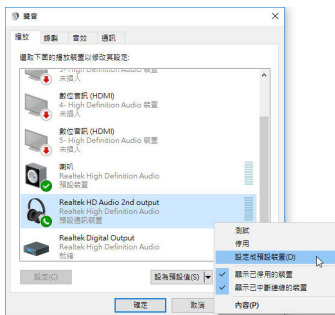 聲音
播放 錄製 音效 通訊
選取下面的播放裝置以修改其設定:
5- High Definition Audio 裝置
未插入
數位音訊 (HDMI)
4- High Definition Audio 裝置
未插入
數位音訊 (HDMI)
5- High Definition Audio 裝置
未插入
喇叭
Realtek High Definition Audio
預設裝置
Realtek HD Audio 2nd output
Realtek High Definition Audio
預設通訊裝置
Realtek Digital Output
Realtek High Definition Audio
就緒
測試
停用
設定成預設裝置(D)
顯示已停用的裝置
顯示已中斷連線的裝置
內容(P)
設定(C)
設為預設值(S)
確定
取消